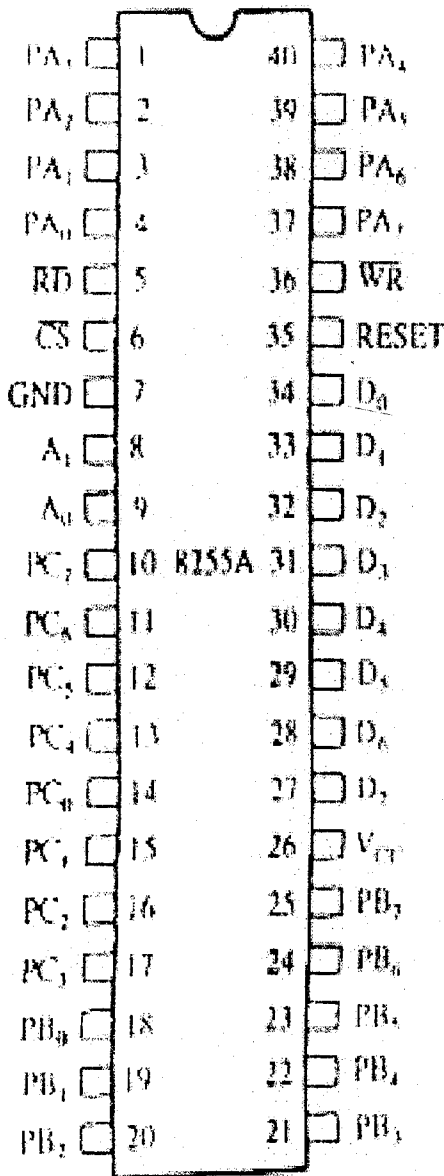 PA₃ 1 40 PA₄
PA₂ 2 39 PA₅
PA₁ 3 38 PA₆
PA₀ 4 37 PA₇
R̅D̅ 5 36 W̅R̅
C̅S̅ 6 35 RESET
GND 7 34 D₀
A₁ 8 33 D₁
A₀ 9 32 D₂
PC₇ 10 8255A 31 D₃
PC₆ 11 30 D₄
PC₅ 12 29 D₅
PC₄ 13 28 D₆
PC₀ 14 27 D₇
PC₁ 15 26 V_CC
PC₂ 16 25 PB₇
PC₃ 17 24 PB₆
PB₀ 18 23 PB₅
PB₁ 19 22 PB₄
PB₂ 20 21 PB₃